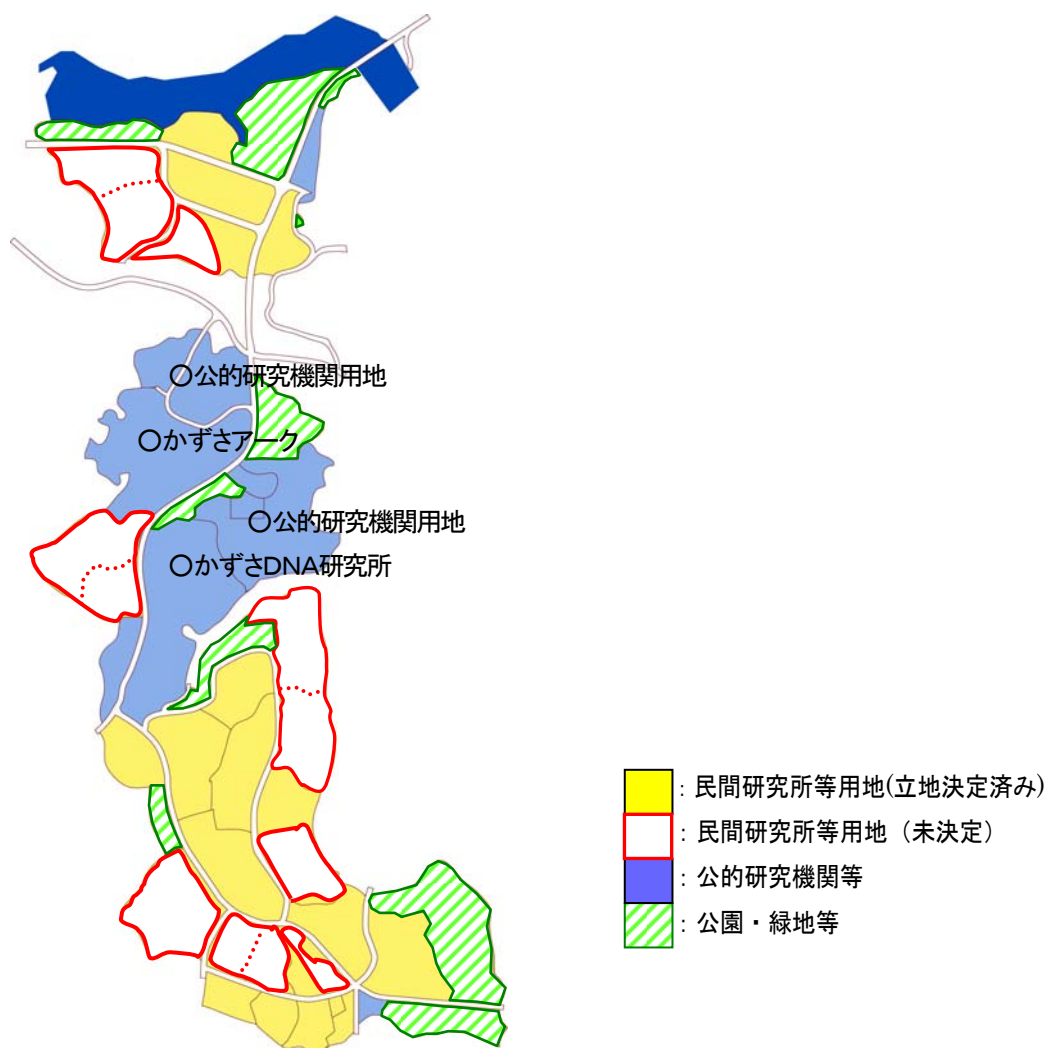 ○公的研究機関用地
○かずさアーク
○公的研究機関用地
○かずさDNA研究所
：民間研究所等用地(立地決定済み)
：民間研究所等用地（未決定）
：公的研究機関等
：公園・緑地等